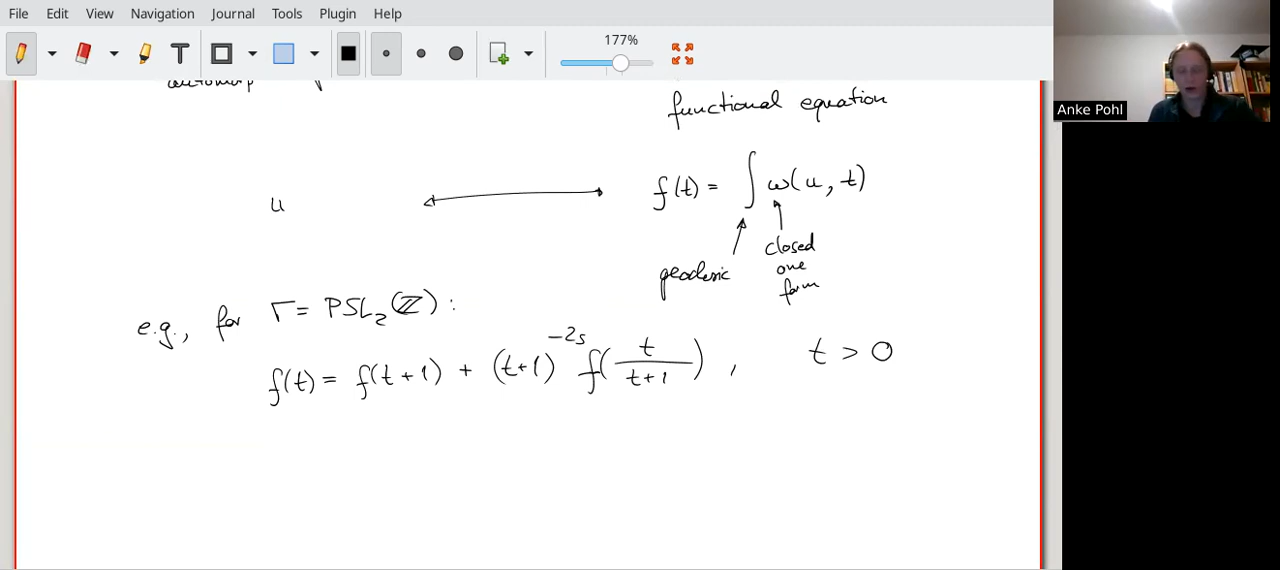 File Edit View Navigation Journal Tools Plugin Help
177%
Anke Pohl
functional equation
u ⟷ f(t) = ∫ ω(u, t)
geodesic
closed
one
form
e.g., for Γ = PSL₂(ℤ) :
f(t) = f(t+1) + (t+1)^{-2s} f(t/(t+1)) , t > 0